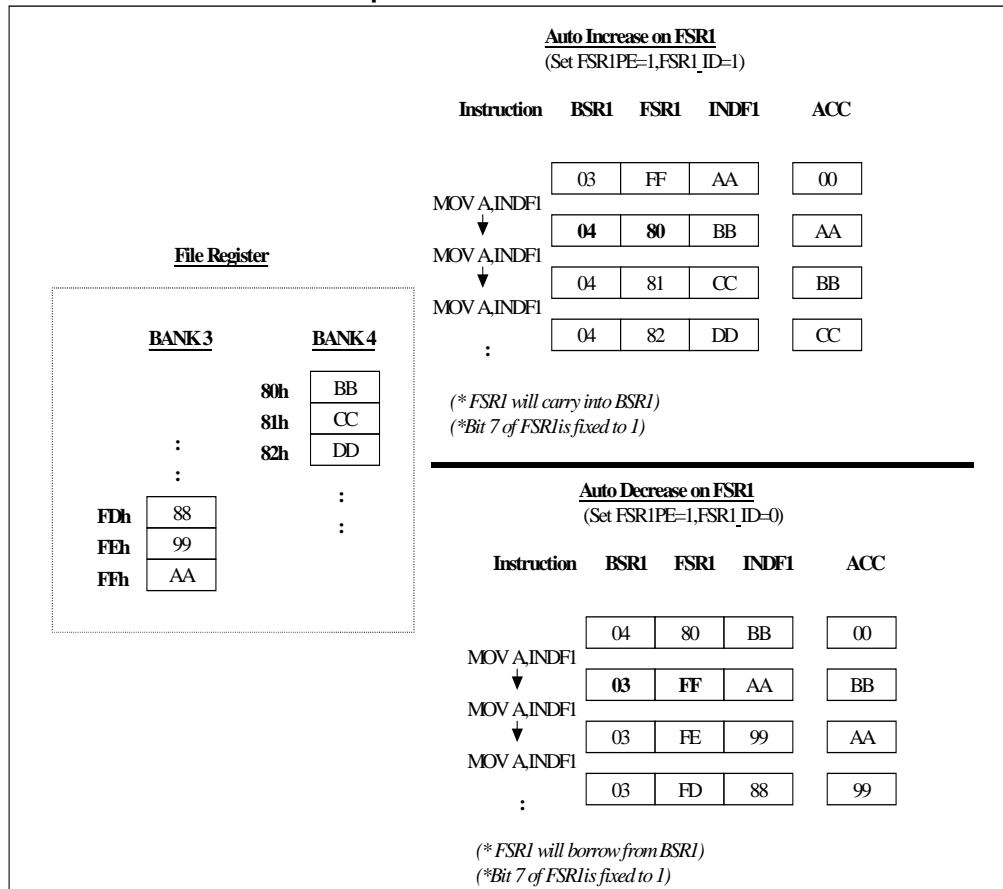 Auto Increase on FSR1
(Set FSR1PE=1,FSR1_ID=1)
Instruction BSR1 FSR1 INDF1 ACC
03 FF AA 00
MOV A,INDF1
04 80 BB AA
MOV A,INDF1
04 81 CC BB
MOV A,INDF1
04 82 DD CC
:
(* FSR1 will carry into BSR1)
(*Bit 7 of FSR1is fixed to 1)
File Register
BANK 3 BANK 4
80h BB
81h CC
82h DD
:
:
:
:
FDh 88
FEh 99
FFh AA
Auto Decrease on FSR1
(Set FSR1PE=1,FSR1_ID=0)
Instruction BSR1 FSR1 INDF1 ACC
04 80 BB 00
MOV A,INDF1
03 FF AA BB
MOV A,INDF1
03 FE 99 AA
MOV A,INDF1
03 FD 88 99
:
(* FSR1 will borrow from BSR1)
(*Bit 7 of FSR1is fixed to 1)